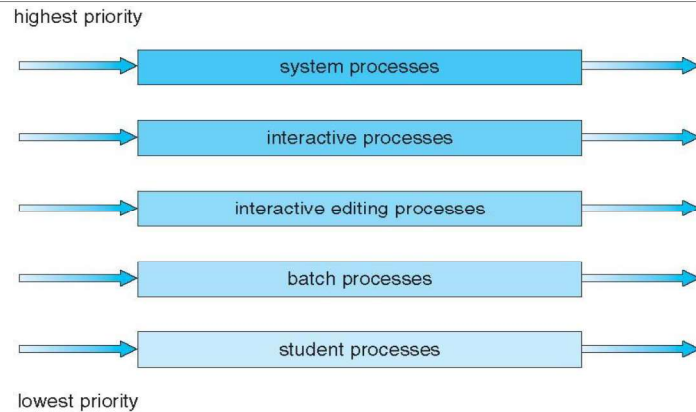 highest priority
system processes
interactive processes
interactive editing processes
batch processes
student processes
lowest priority